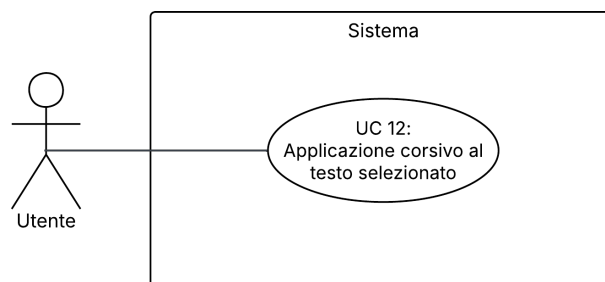 Sistema
UC 12:
Applicazione corsivo al
testo selezionato
Utente